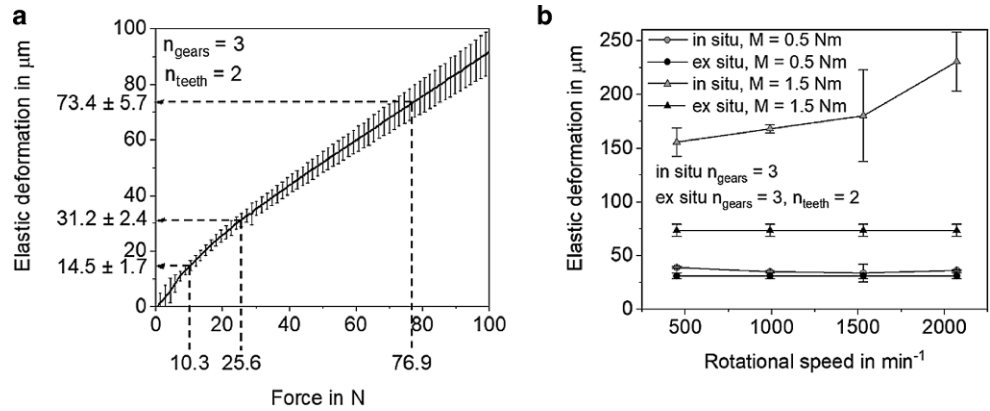 a
Elastic deformation in μm
100
80
73.4 ± 5.7
60
40
31.2 ± 2.4
20
14.5 ± 1.7
0
n_gears = 3
n_teeth = 2
0 20 40 60 80 100
10.3 25.6 76.9
Force in N
b
Elastic deformation in μm
250
200
150
100
50
0
in situ, M = 0.5 Nm
ex situ, M = 0.5 Nm
in situ, M = 1.5 Nm
ex situ, M = 1.5 Nm
in situ n_gears = 3
ex situ n_gears = 3, n_teeth = 2
500 1000 1500 2000
Rotational speed in min⁻¹